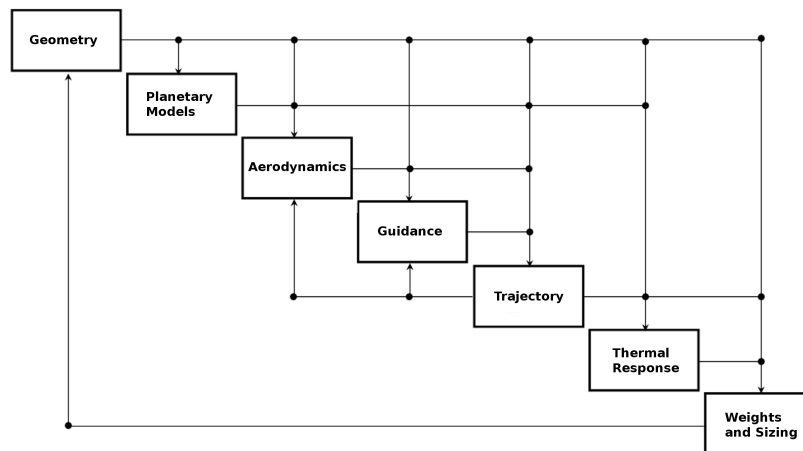 Geometry
Planetary
Models
Aerodynamics
Guidance
Trajectory
Thermal
Response
Weights
and Sizing